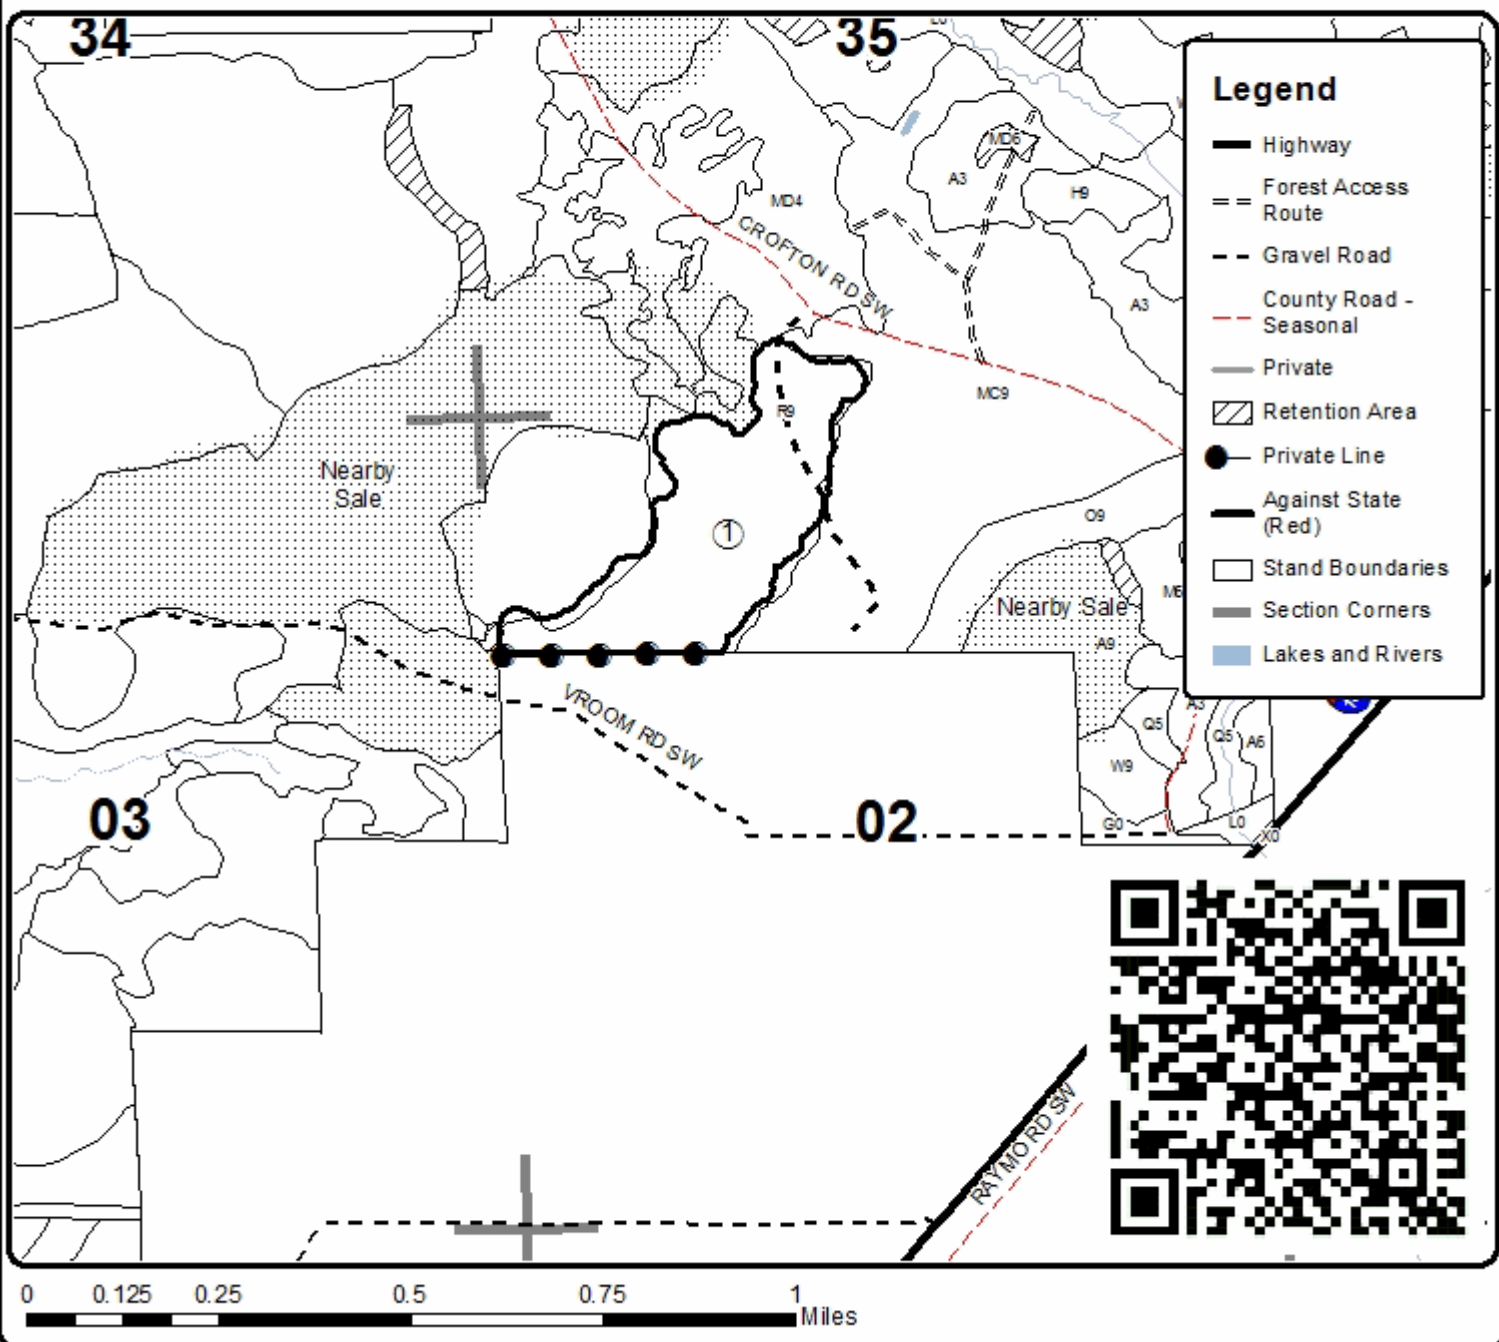 34
35
L0
Legend
Highway
Forest Access
Route
Gravel Road
County Road -
Seasonal
Private
Retention Area
Private Line
Against State
(Red)
Stand Boundaries
Section Corners
Lakes and Rivers
MD6
A3
H9
MD4
CROFTON RD SW
A3
MC9
R9
Nearby
Sale
O9
1
Nearby Sale
A9
VROOM RD SW
A3
Q5
Q5
A6
W9
03
02
G0
L0
X0
RAYMO RD SW
0
0.125
0.25
0.5
0.75
1
Miles